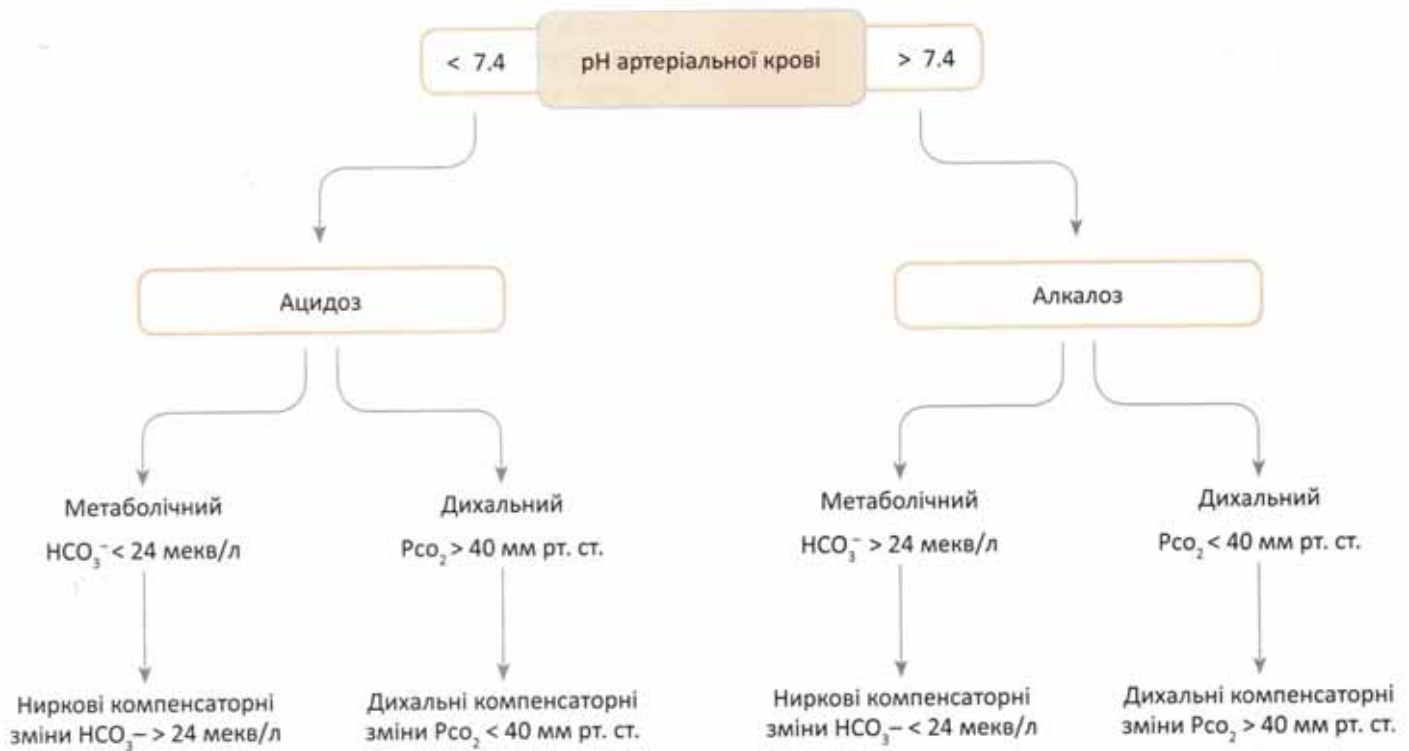 < 7.4
pH артеріальної крові
> 7.4
Ацидоз
Алкалоз
Метаболічний
HCO₃⁻ < 24 мекв/л
Дихальний
Pco₂ > 40 мм рт. ст.
Метаболічний
HCO₃⁻ > 24 мекв/л
Дихальний
Pco₂ < 40 мм рт. ст.
Ниркові компенсаторні
зміни HCO₃– > 24 мекв/л
Дихальні компенсаторні
зміни Pco₂ < 40 мм рт. ст.
Ниркові компенсаторні
зміни HCO₃– < 24 мекв/л
Дихальні компенсаторні
зміни Pco₂ > 40 мм рт. ст.